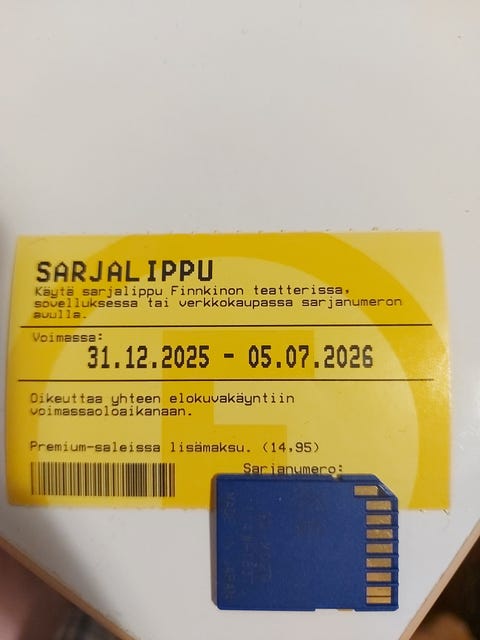 SARJALIPPU
Käytä sarjalippu Finnkinon teatterissa,
sovelluksessa tai verkkokaupassa sarjanumeron
avulla.
Voimassa:
31.12.2025 - 05.07.2026
Oikeuttaa yhteen elokuvakäyntiin
voimassaoloaikanaan.
Premium-saleissa lisämaksu. (14,95)
Sarjanumero: